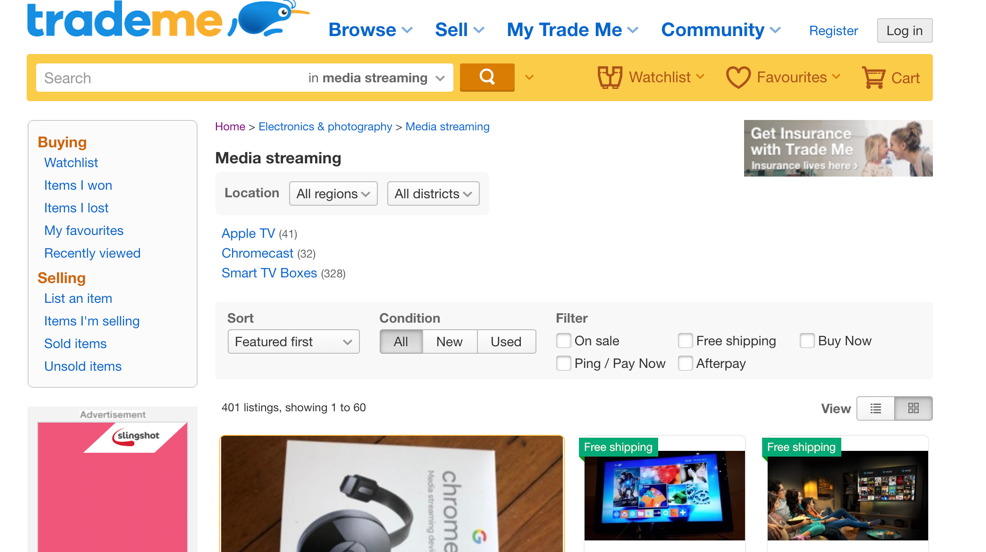 trademe
Browse Sell My Trade Me Community Register Log in
Search in media streaming Watchlist Favourites Cart
Buying
Watchlist
Items I won
Items I lost
My favourites
Recently viewed
Selling
List an item
Items I'm selling
Sold items
Unsold items
Advertisement
slingshot
Home > Electronics & photography > Media streaming
Media streaming
Location All regions All districts
Get Insurance
with Trade Me
Insurance lives here ›
Apple TV (41)
Chromecast (32)
Smart TV Boxes (328)
Sort Condition Filter
Featured first All New Used
On sale Free shipping Buy Now
Ping / Pay Now Afterpay
401 listings, showing 1 to 60 View
Free shipping
Free shipping
chrome
Media streaming